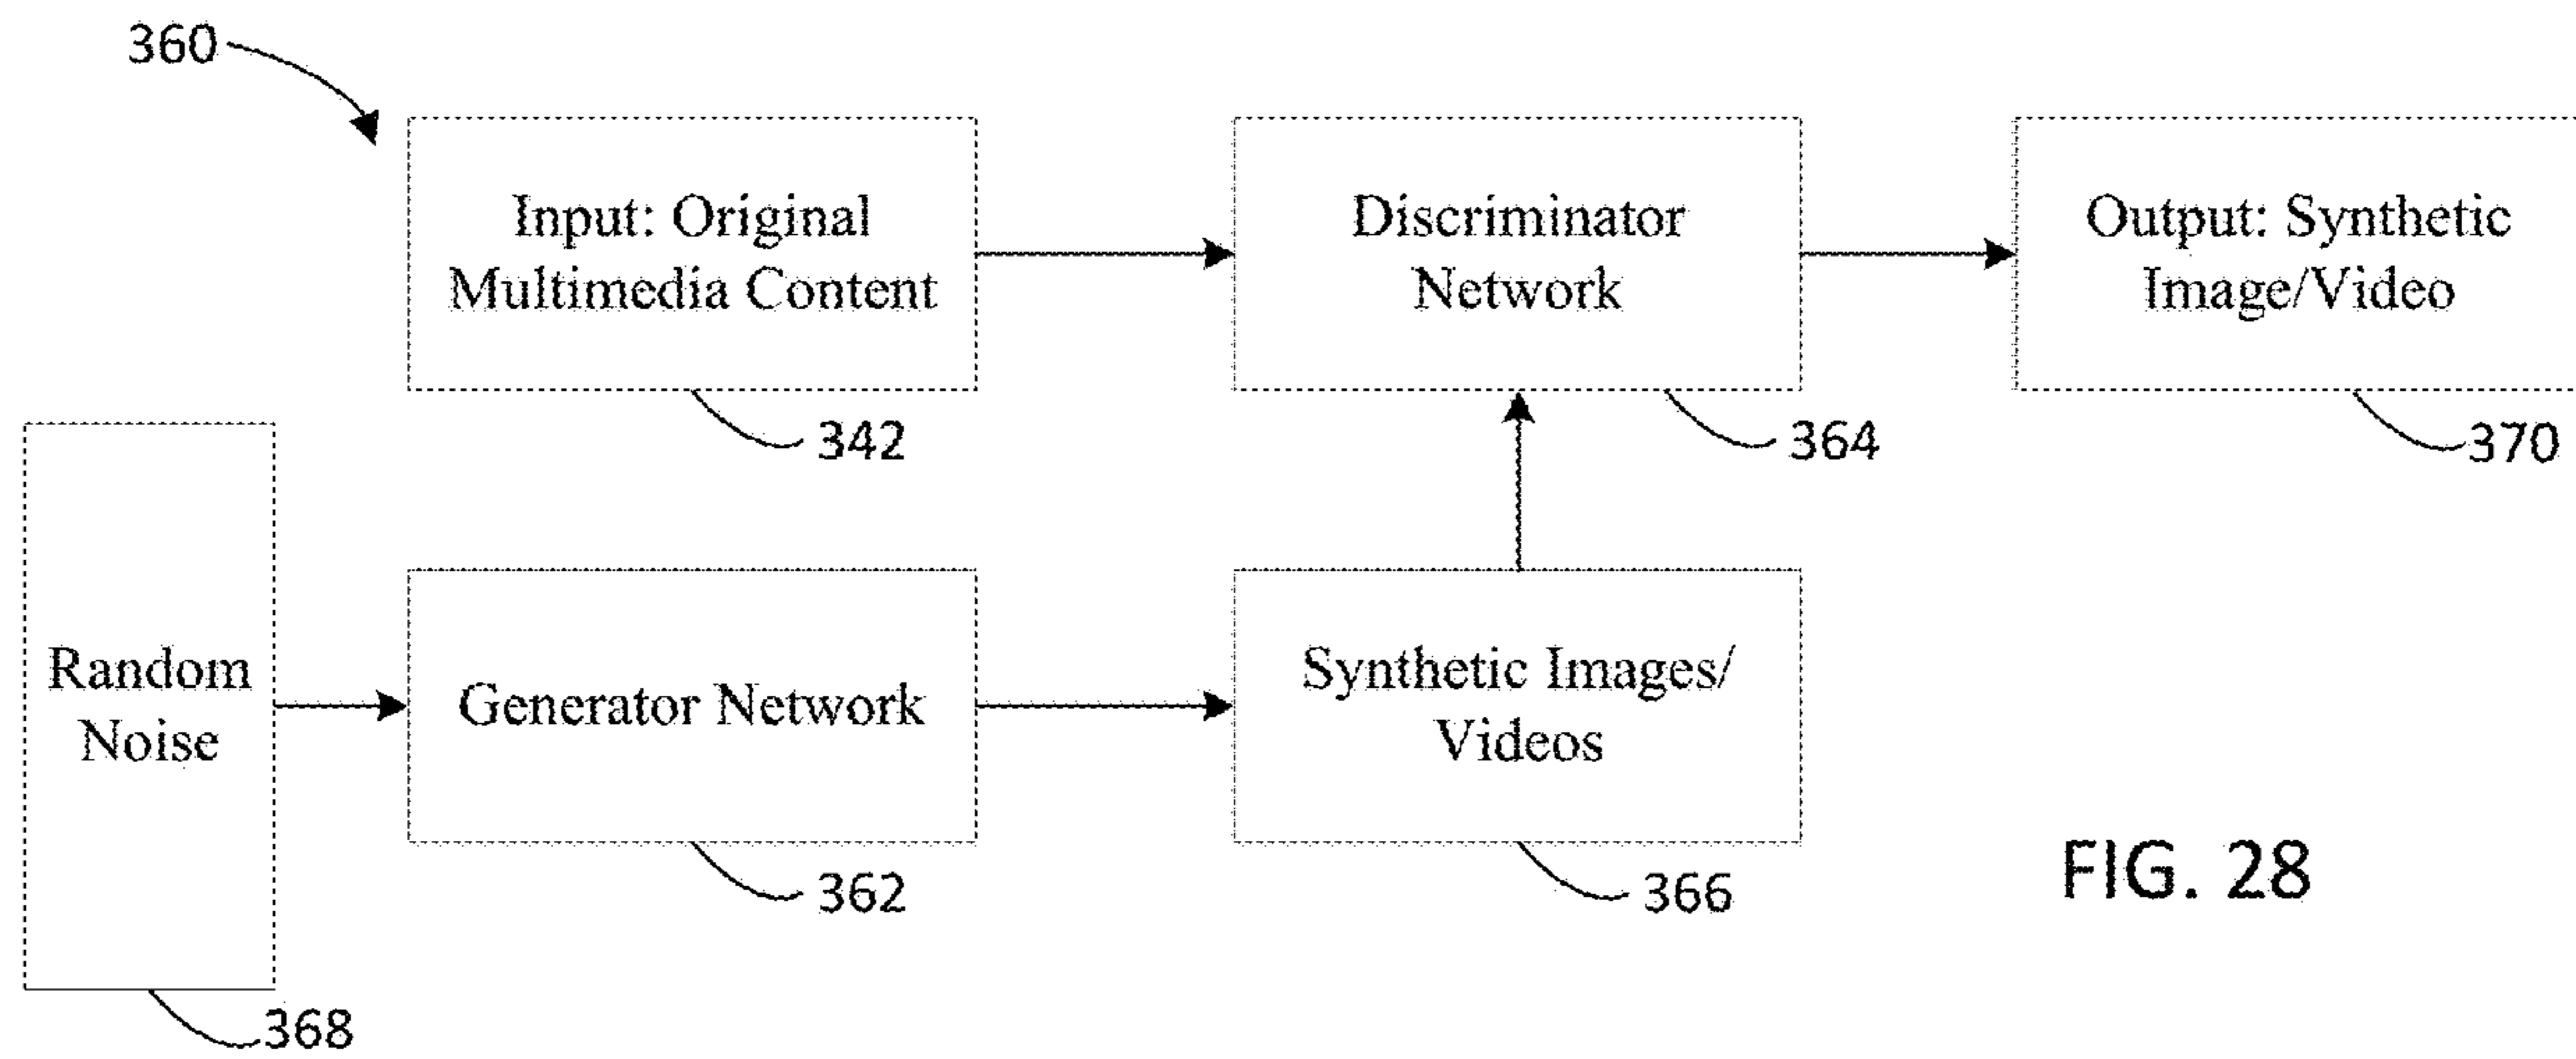 360
Input: Original
Multimedia Content
342
Discriminator
Network
364
Output: Synthetic
Image/Video
370
Random
Noise
368
Generator Network
362
Synthetic Images/
Videos
366
FIG. 28